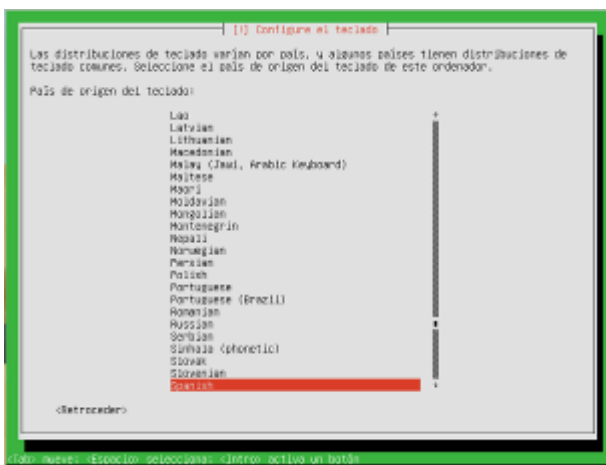 [!] Configure el teclado
Las distribuciones de teclado varían por país, y algunos países tienen distribuciones de
teclado comunes. Seleccione el país de origen del teclado de este ordenador.
País de origen del teclado:
Lao
Latvian
Lithuanian
Macedonian
Malay (Jawi, Arabic Keyboard)
Maltese
Maori
Moldavian
Mongolian
Montenegrin
Nepali
Norwegian
Persian
Polish
Portuguese
Portuguese (Brazil)
Romanian
Russian
Serbian
Sinhala (phonetic)
Slovak
Slovenian
Spanish
<Retroceder>
<Tab> mueve; <Espacio> selecciona; <Intro> activa un botón